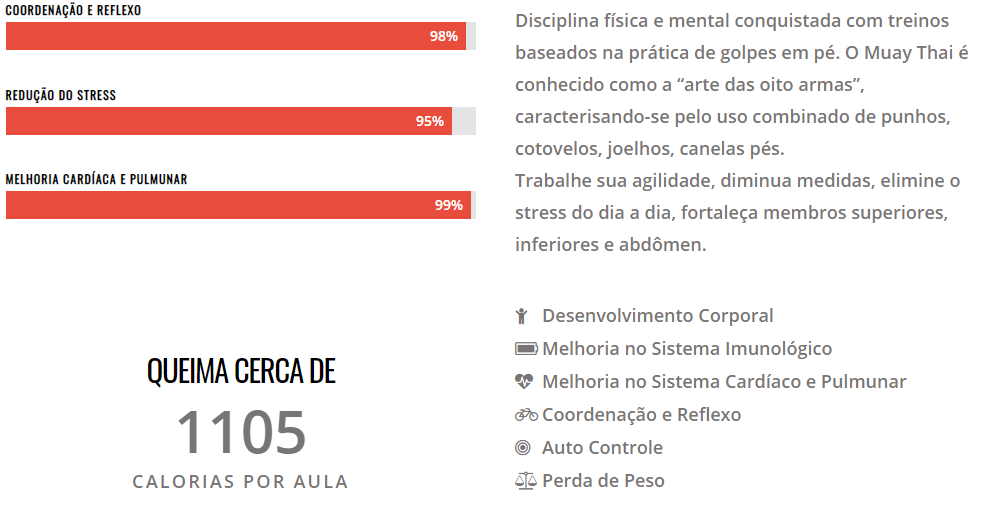 COORDENAÇÃO E REFLEXO
98%
REDUÇÃO DO STRESS
95%
MELHORIA CARDÍACA E PULMUNAR
99%
QUEIMA CERCA DE
1105
CALORIAS POR AULA
Disciplina física e mental conquistada com treinos
baseados na prática de golpes em pé. O Muay Thai é
conhecido como a “arte das oito armas”,
caracterisando-se pelo uso combinado de punhos,
cotovelos, joelhos, canelas pés.
Trabalhe sua agilidade, diminua medidas, elimine o
stress do dia a dia, fortaleça membros superiores,
inferiores e abdômen.
Desenvolvimento Corporal
Melhoria no Sistema Imunológico
Melhoria no Sistema Cardíaco e Pulmunar
Coordenação e Reflexo
Auto Controle
Perda de Peso